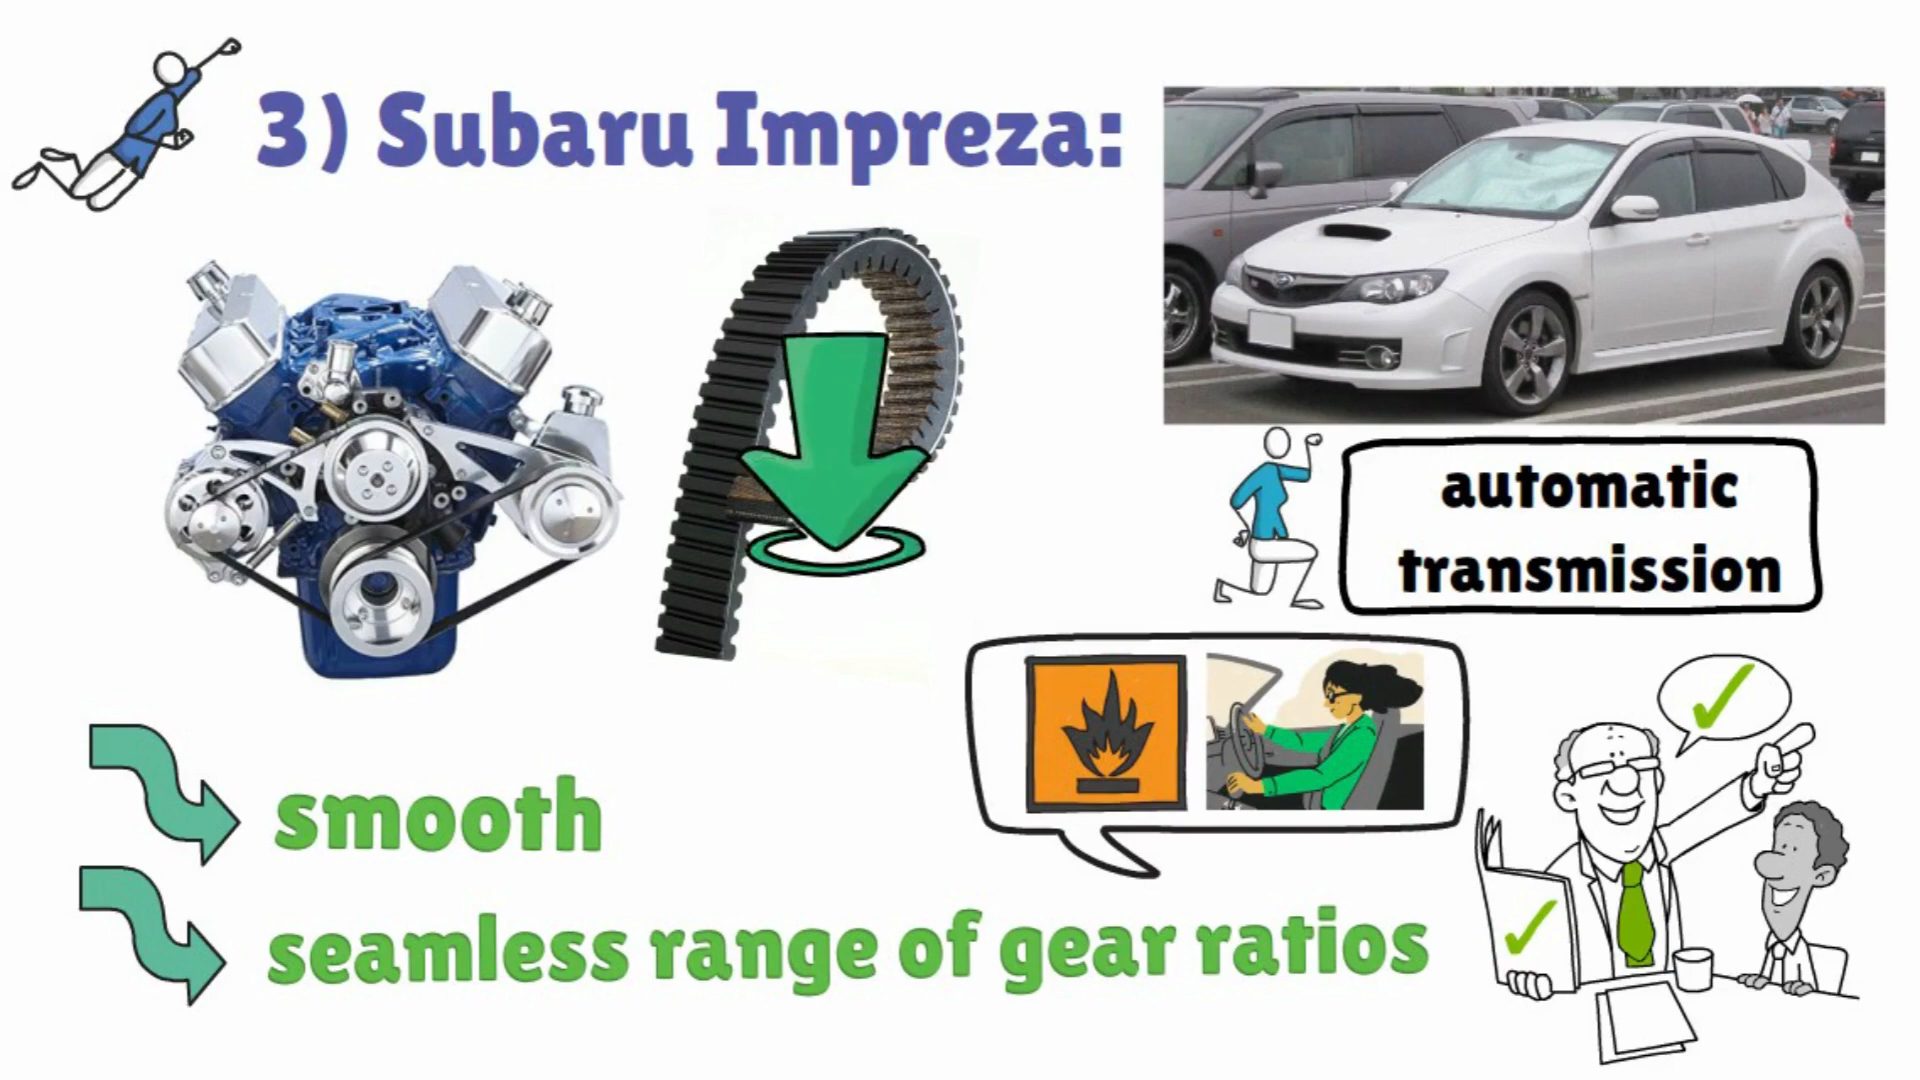 3) Subaru Impreza:
automatic
transmission
smooth
seamless range of gear ratios